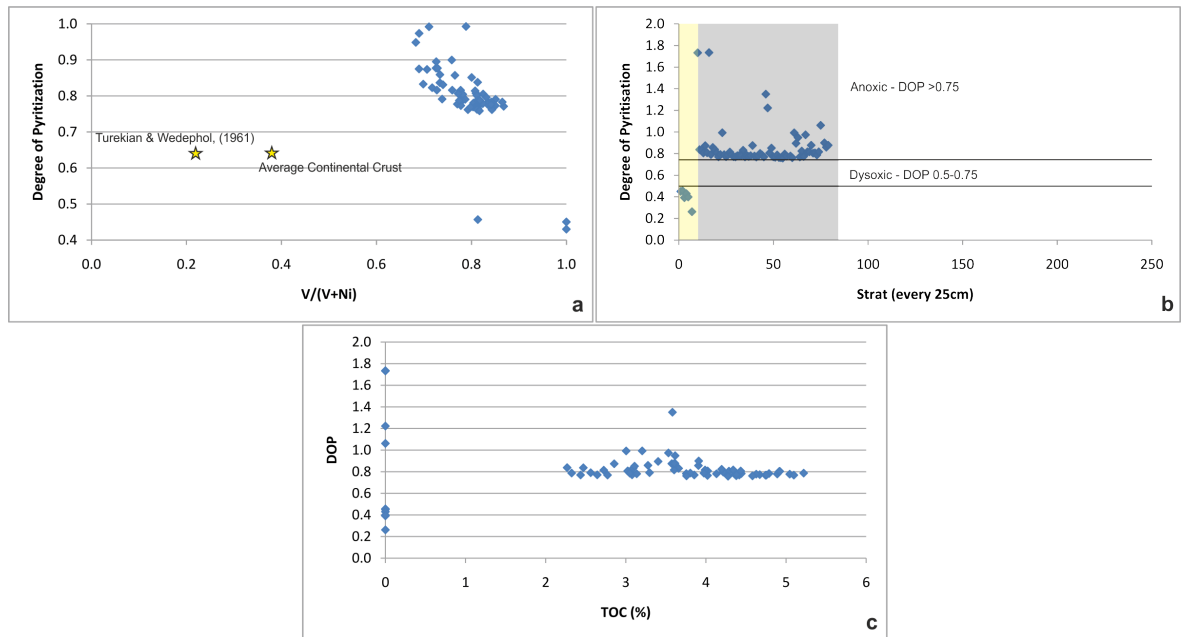 1.0
0.9
0.8
0.7
0.6
0.5
0.4
Degree of Pyritization
Turekian & Wedephol, (1961)
Average Continental Crust
0.0 0.2 0.4 0.6 0.8 1.0
V/(V+Ni)
a
2.0
1.8
1.6
1.4
1.2
1.0
0.8
0.6
0.4
0.2
0.0
Degree of Pyritisation
Anoxic - DOP >0.75
Dysoxic - DOP 0.5-0.75
0 50 100 150 200 250
Strat (every 25cm)
b
2.0
1.8
1.6
1.4
1.2
1.0
0.8
0.6
0.4
0.2
0.0
DOP
0 1 2 3 4 5 6
TOC (%)
c